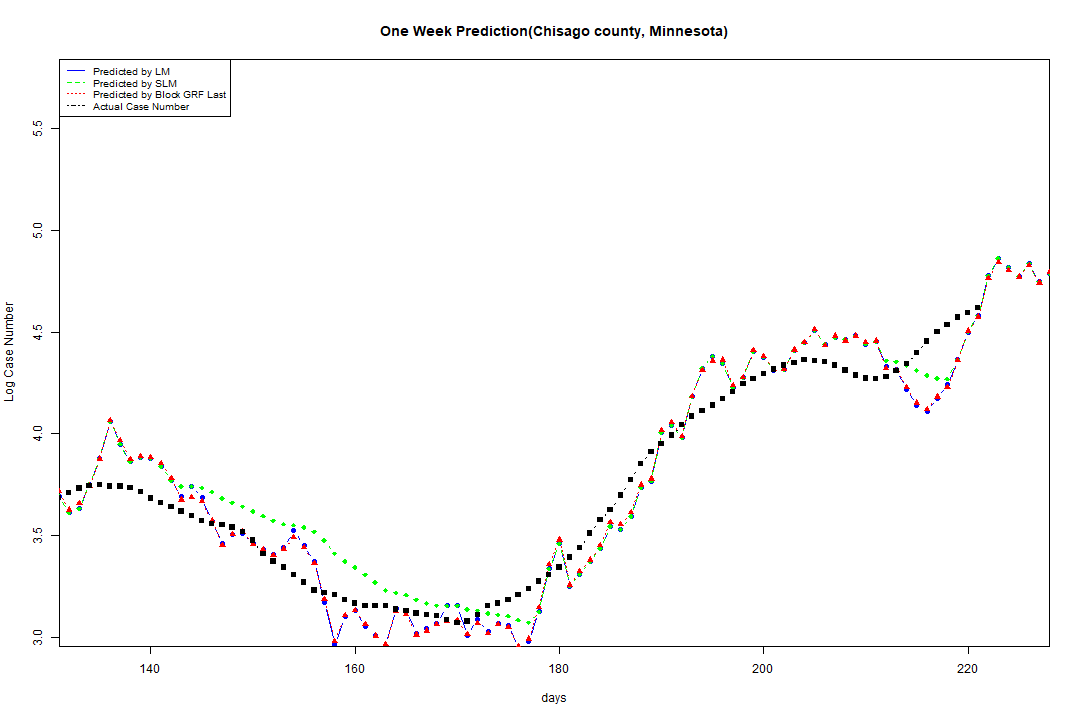 One Week Prediction(Chisago county, Minnesota)
Predicted by LM
Predicted by SLM
Predicted by Block GRF Last
Actual Case Number
5.5
5.0
4.5
4.0
3.5
3.0
Log Case Number
140 160 180 200 220
days